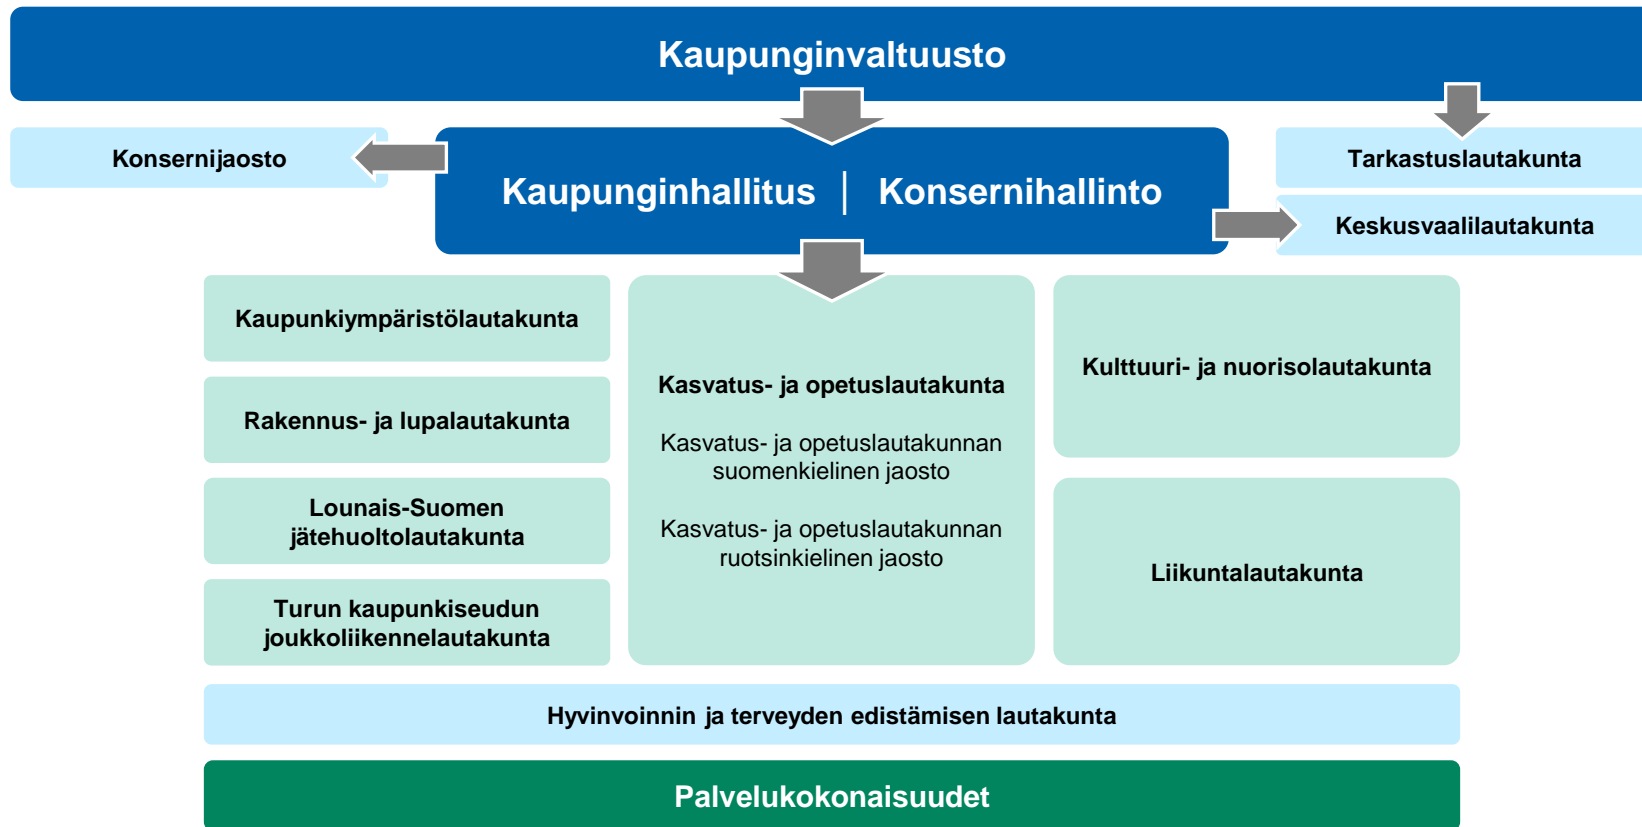 Kaupunginvaltuusto
Konsernijaosto
Kaupunginhallitus | Konsernihallinto
Tarkastuslautakunta
Keskusvaalilautakunta
Kaupunkiympäristölautakunta
Rakennus- ja lupalautakunta
Lounais-Suomen
jätehuoltolautakunta
Turun kaupunkiseudun
joukkoliikennelautakunta
Kasvatus- ja opetuslautakunta
Kasvatus- ja opetuslautakunnan
suomenkielinen jaosto
Kasvatus- ja opetuslautakunnan
ruotsinkielinen jaosto
Kulttuuri- ja nuorisolautakunta
Liikuntalautakunta
Hyvinvoinnin ja terveyden edistämisen lautakunta
Palvelukokonaisuudet